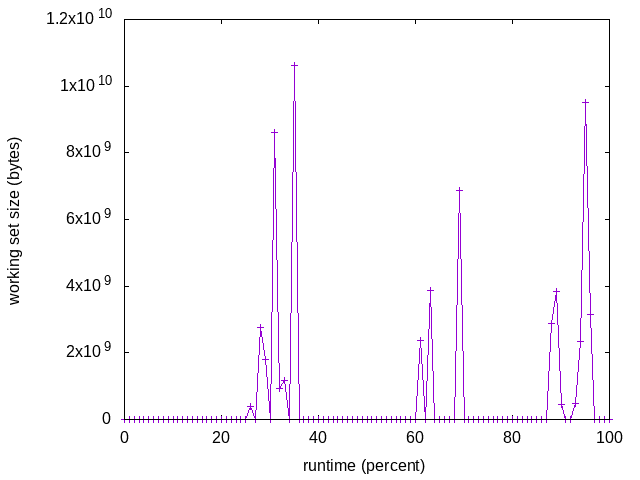 1.2x10^10
1x10^10
8x10^9
6x10^9
4x10^9
2x10^9
0
0 20 40 60 80 100
working set size (bytes)
runtime (percent)